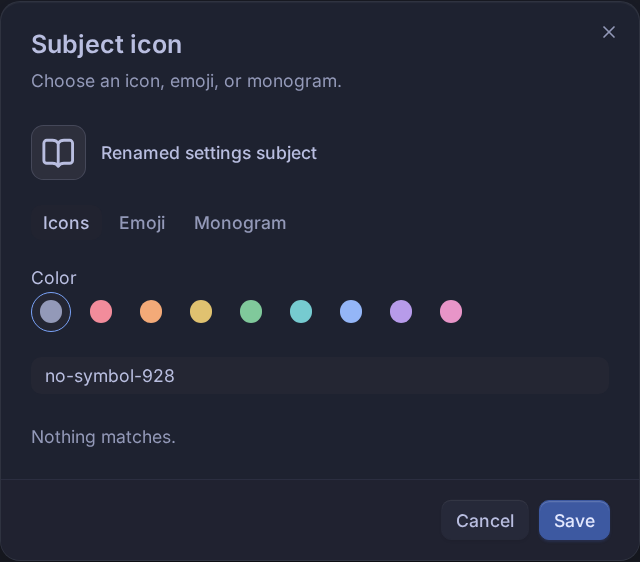 Subject icon
Choose an icon, emoji, or monogram.
Renamed settings subject
Icons Emoji Monogram
Color
no-symbol-928
Nothing matches.
Cancel Save